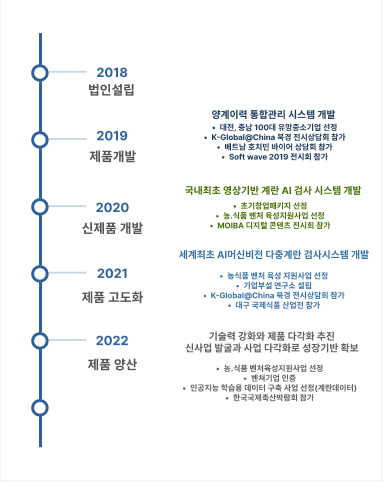 2018
법인설립
2019
제품개발
양계이력 통합관리 시스템 개발
• 대전, 충남 100대 유망중소기업 선정
• K-Global@China 북경 전시상담회 참가
• 베트남 호치민 바이어 상담회 참가
• Soft wave 2019 전시회 참가
2020
신제품 개발
국내최초 영상기반 계란 AI 검사 시스템 개발
• 초기창업패키지 선정
• 농.식품 벤처 육성지원사업 선정
• MOIBA 디지털 콘텐츠 전시회 참가
2021
제품 고도화
세계최초 AI머신비전 다중계란 검사시스템 개발
• 농식품 벤처 육성 지원사업 선정
• 기업부설 연구소 설립
• K-Global@China 북경 전시상담회 참가
• 대구 국제식품 산업전 참가
2022
제품 양산
기술력 강화와 제품 다각화 추진
신사업 발굴과 사업 다각화로 성장기반 확보
• 농.식품 벤처육성지원사업 선정
• 벤쳐기업 인증
• 인공지능 학습용 데이터 구축 사업 선정(계란데이터)
• 한국국제축산박람회 참가